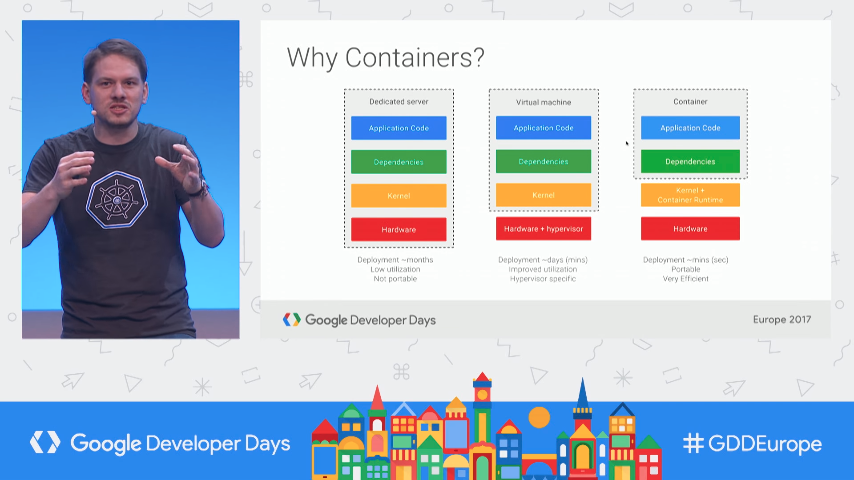 Why Containers?
Dedicated server
Application Code
Dependencies
Kernel
Hardware
Deployment ~months
Low utilization
Not portable
Virtual machine
Application Code
Dependencies
Kernel
Hardware + hypervisor
Deployment ~days (mins)
Improved utilization
Hypervisor specific
Container
Application Code
Dependencies
Kernel +
Container Runtime
Hardware
Deployment ~mins (sec)
Portable
Very Efficient
Google Developer Days
Europe 2017
Google Developer Days
#GDDEurope